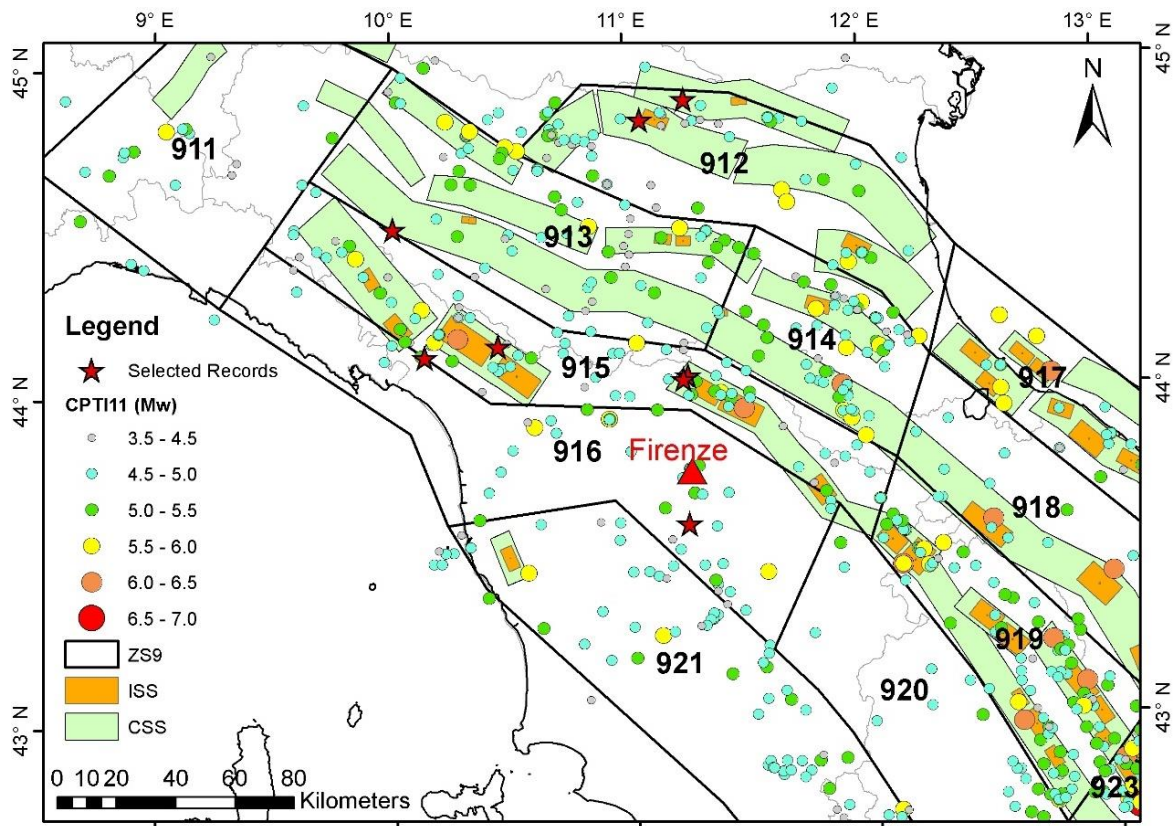 9° E 10° E 11° E 12° E 13° E
45° N 45° N
N
911
912
913
914
915
917
44° N 44° N
916 Firenze
918
919
921
920
43° N 43° N
923
Legend
Selected Records
CPTI11 (Mw)
3.5 - 4.5
4.5 - 5.0
5.0 - 5.5
5.5 - 6.0
6.0 - 6.5
6.5 - 7.0
ZS9
ISS
CSS
0 10 20 40 60 80
Kilometers